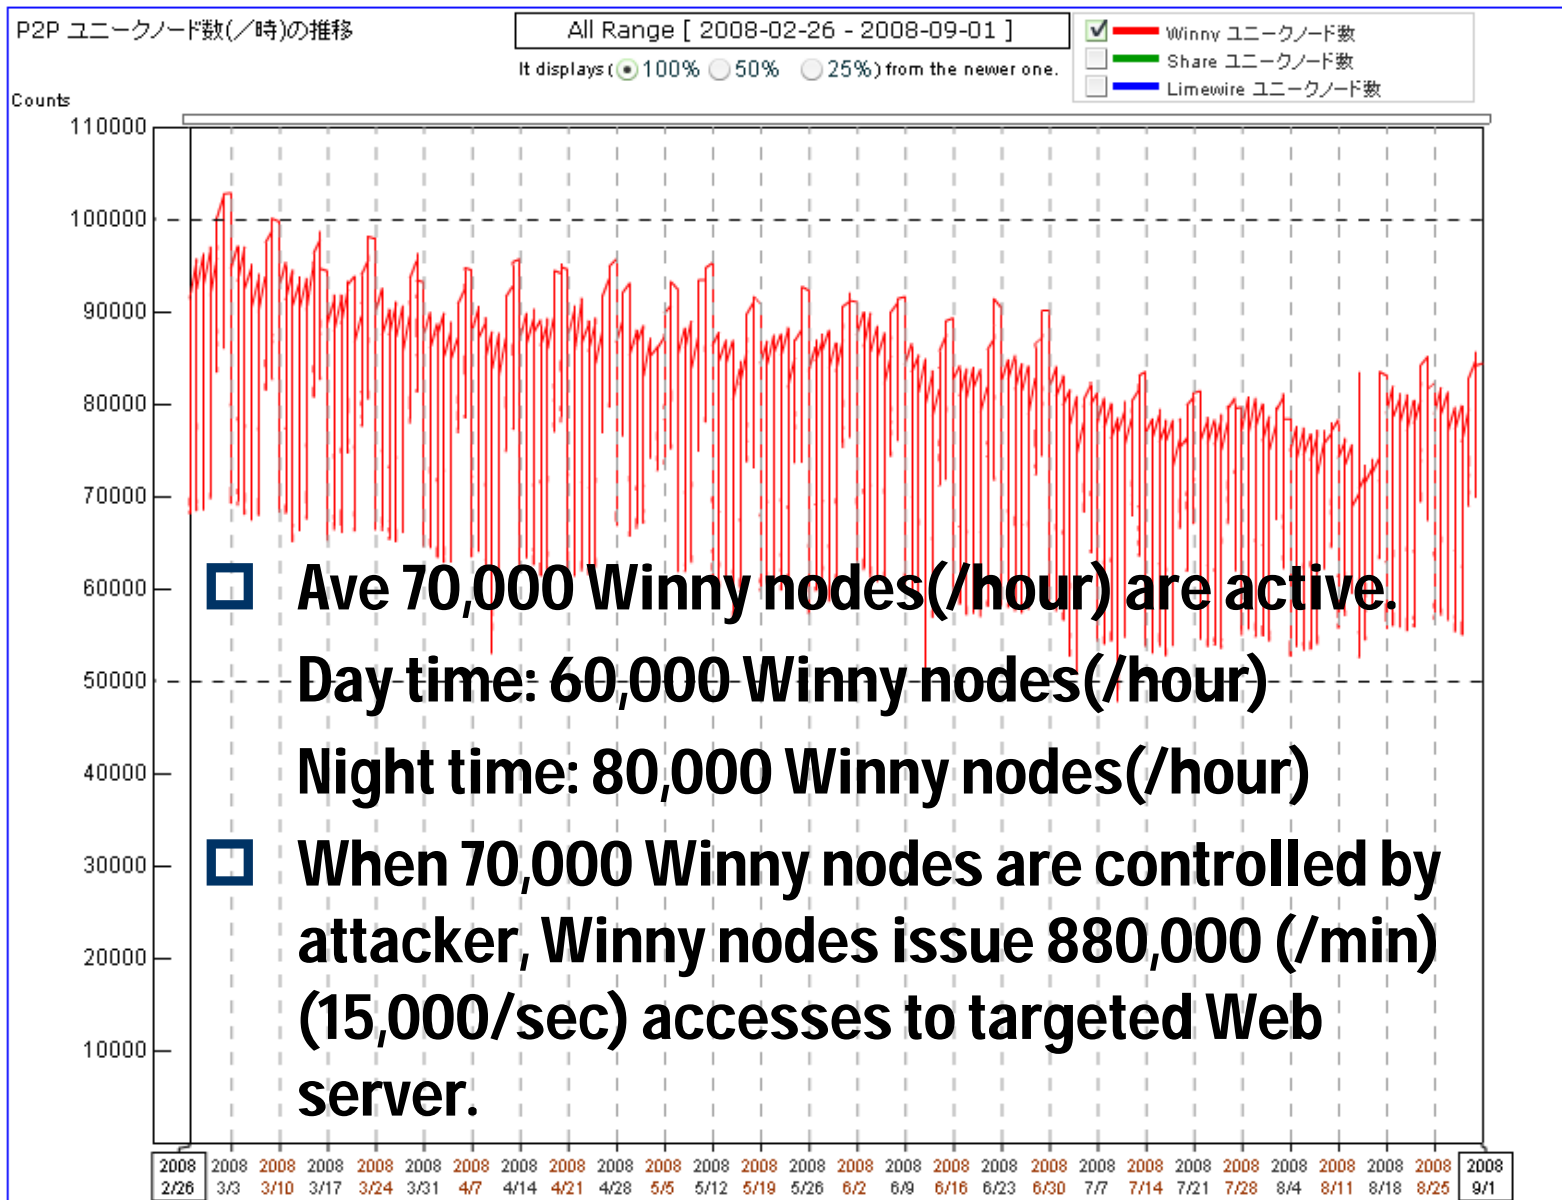 P2P ユニークノード数(／時)の推移
All Range [ 2008-02-26 - 2008-09-01 ]
It displays ( 100% 50% 25% ) from the newer one.
Winny ユニークノード数
Share ユニークノード数
Limewire ユニークノード数
Counts
110000
100000
90000
80000
70000
60000
50000
40000
30000
20000
10000
Ave 70,000 Winny nodes(/hour) are active.
Day time: 60,000 Winny nodes(/hour)
Night time: 80,000 Winny nodes(/hour)
When 70,000 Winny nodes are controlled by
attacker, Winny nodes issue 880,000 (/min)
(15,000/sec) accesses to targeted Web
server.
2008 2008 2008 2008 2008 2008 2008 2008 2008 2008 2008 2008 2008 2008 2008 2008 2008 2008 2008 2008 2008 2008 2008 2008 2008 2008 2008 2008
2/26 3/3 3/10 3/17 3/24 3/31 4/7 4/14 4/21 4/28 5/5 5/12 5/19 5/26 6/2 6/9 6/16 6/23 6/30 7/7 7/14 7/21 7/28 8/4 8/11 8/18 8/25 9/1